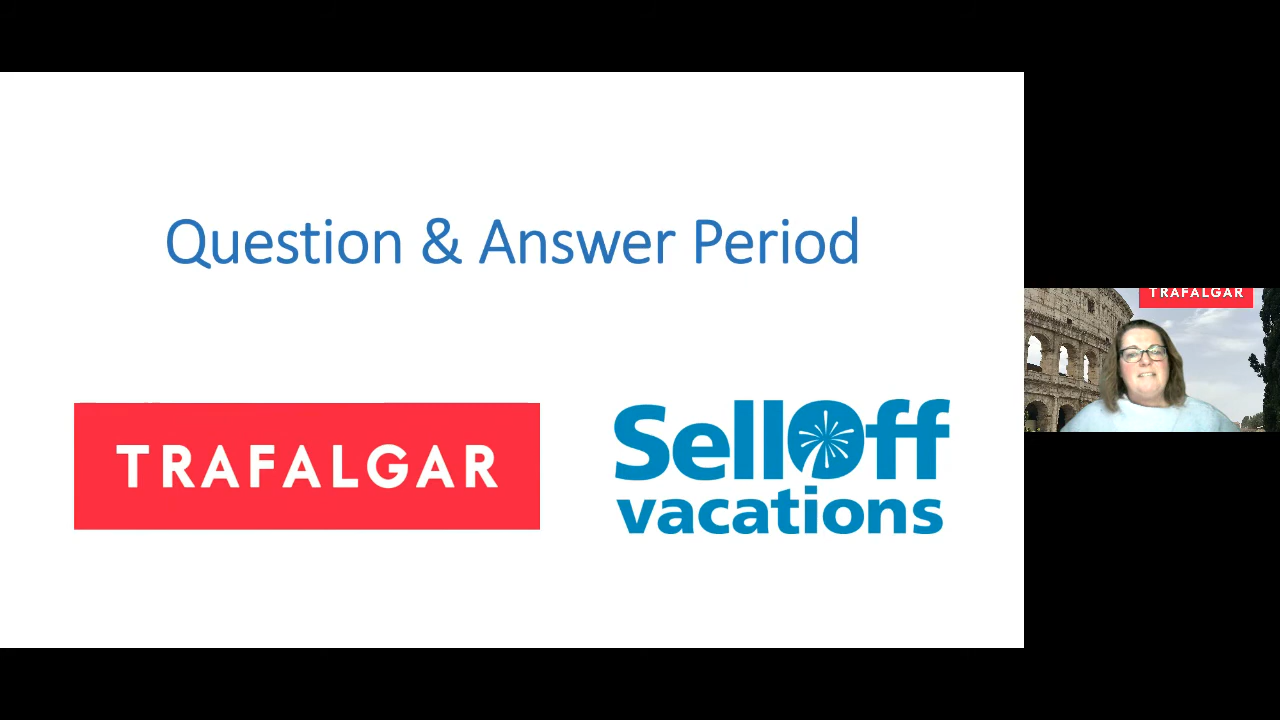 Question & Answer Period
TRAFALGAR
SellOff
vacations
TRAFALGAR